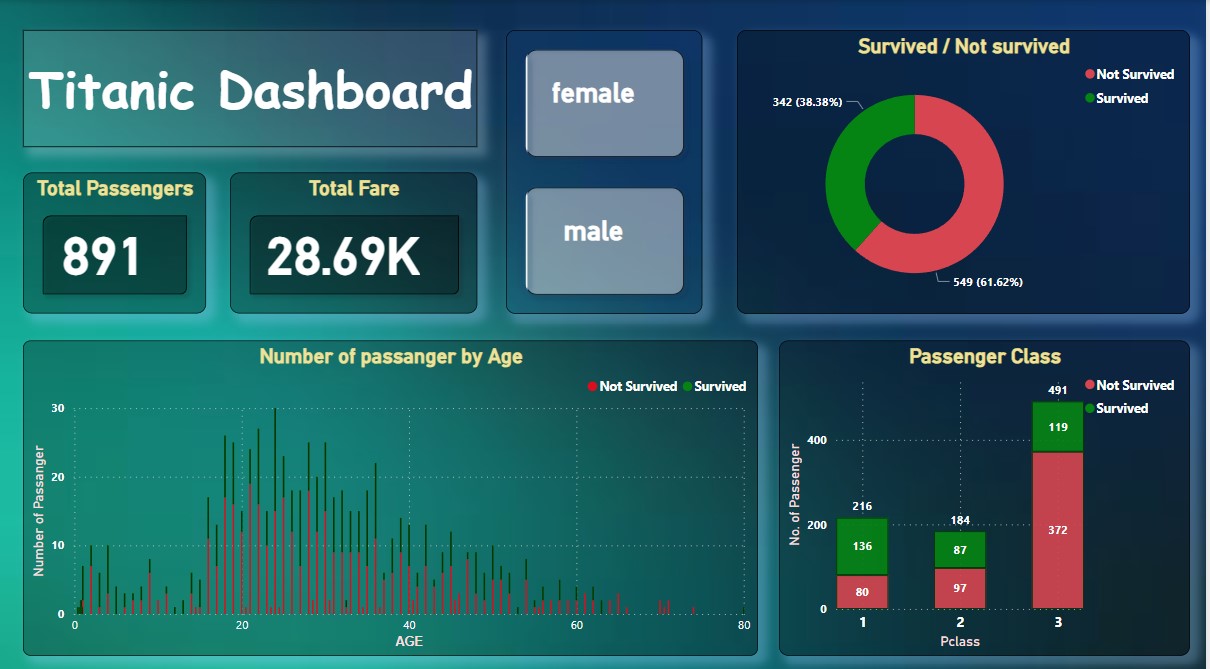 Titanic Dashboard
Total Passengers
891
Total Fare
28.69K
female
male
Survived / Not survived
Not Survived
Survived
342 (38.38%)
549 (61.62%)
Number of passanger by Age
Not Survived Survived
Number of Passanger
30
20
10
0
0 20 40 60 80
AGE
Passenger Class
Not Survived
Survived
No. of Passenger
400
200
0
216
136
80
184
87
97
491
119
372
1 2 3
Pclass